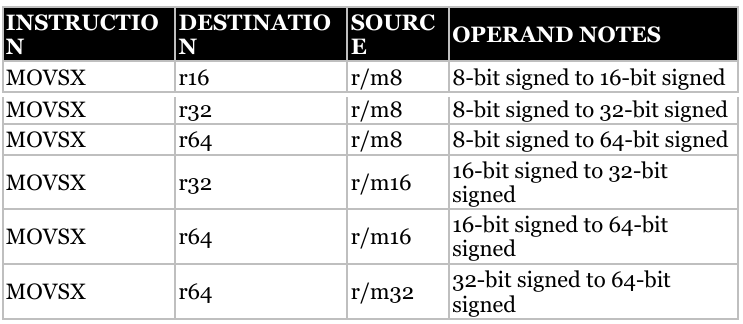 INSTRUCTIO DESTINATIO SOURC OPERAND NOTES
N N E
MOVSX r16 r/m8 8-bit signed to 16-bit signed
MOVSX r32 r/m8 8-bit signed to 32-bit signed
MOVSX r64 r/m8 8-bit signed to 64-bit signed
MOVSX r32 r/m16 16-bit signed to 32-bit
signed
MOVSX r64 r/m16 16-bit signed to 64-bit
signed
MOVSX r64 r/m32 32-bit signed to 64-bit
signed